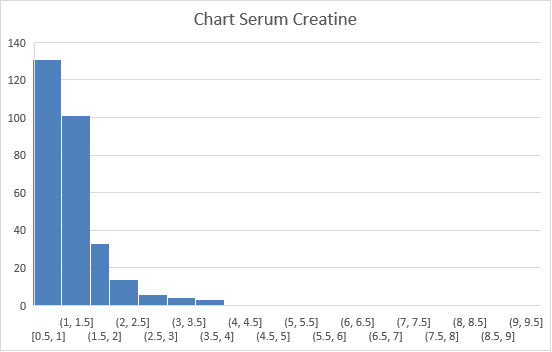 Chart Serum Creatine
140
120
100
80
60
40
20
0
(1, 1.5] (2, 2.5] (3, 3.5] (4, 4.5] (5, 5.5] (6, 6.5] (7, 7.5] (8, 8.5] (9, 9.5]
[0.5, 1] (1.5, 2] (2.5, 3] (3.5, 4] (4.5, 5] (5.5, 6] (6.5, 7] (7.5, 8] (8.5, 9]